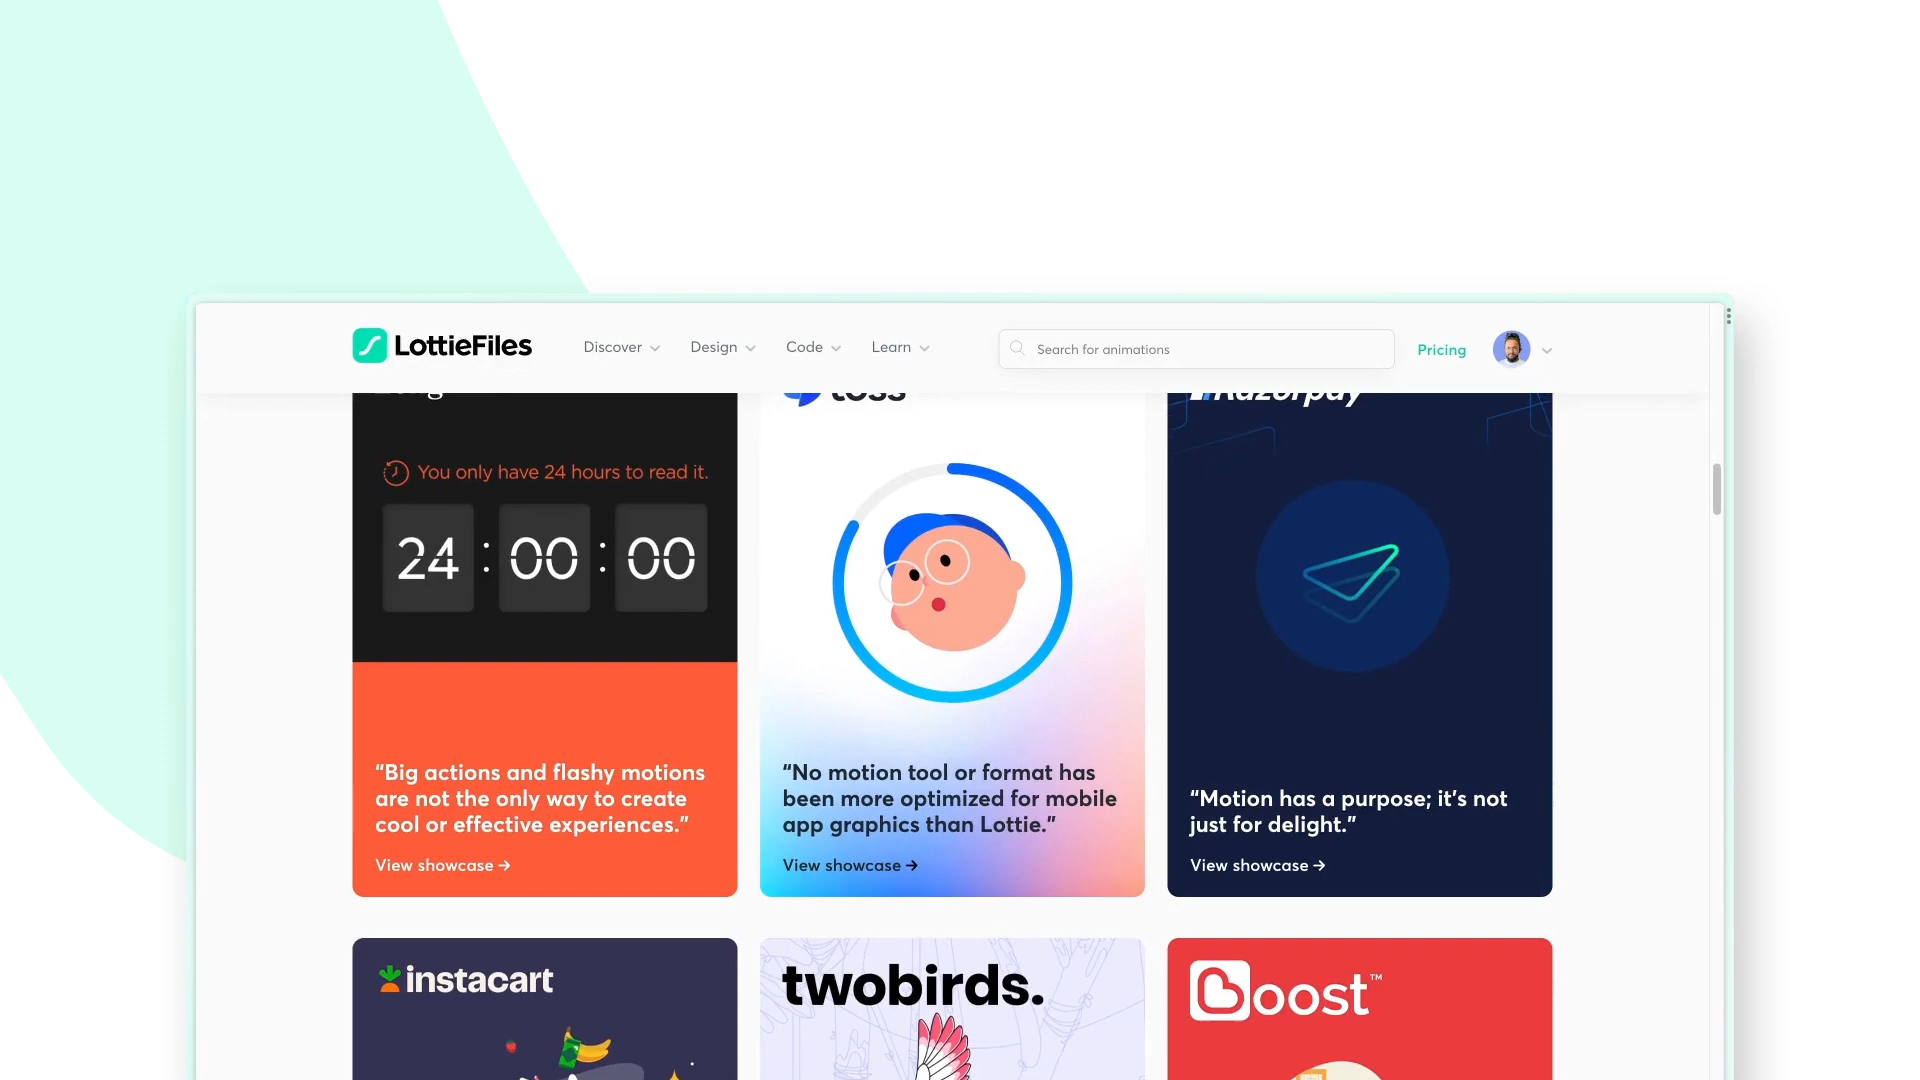 LottieFiles
Discover
Design
Code
Learn
Search for animations
Pricing
toss
Razorpay
You only have 24 hours to read it.
24 : 00 : 00
“Big actions and flashy motions
are not the only way to create
cool or effective experiences.”
View showcase →
“No motion tool or format has
been more optimized for mobile
app graphics than Lottie.”
View showcase →
“Motion has a purpose; it’s not
just for delight.”
View showcase →
instacart
twobirds.
Boost™